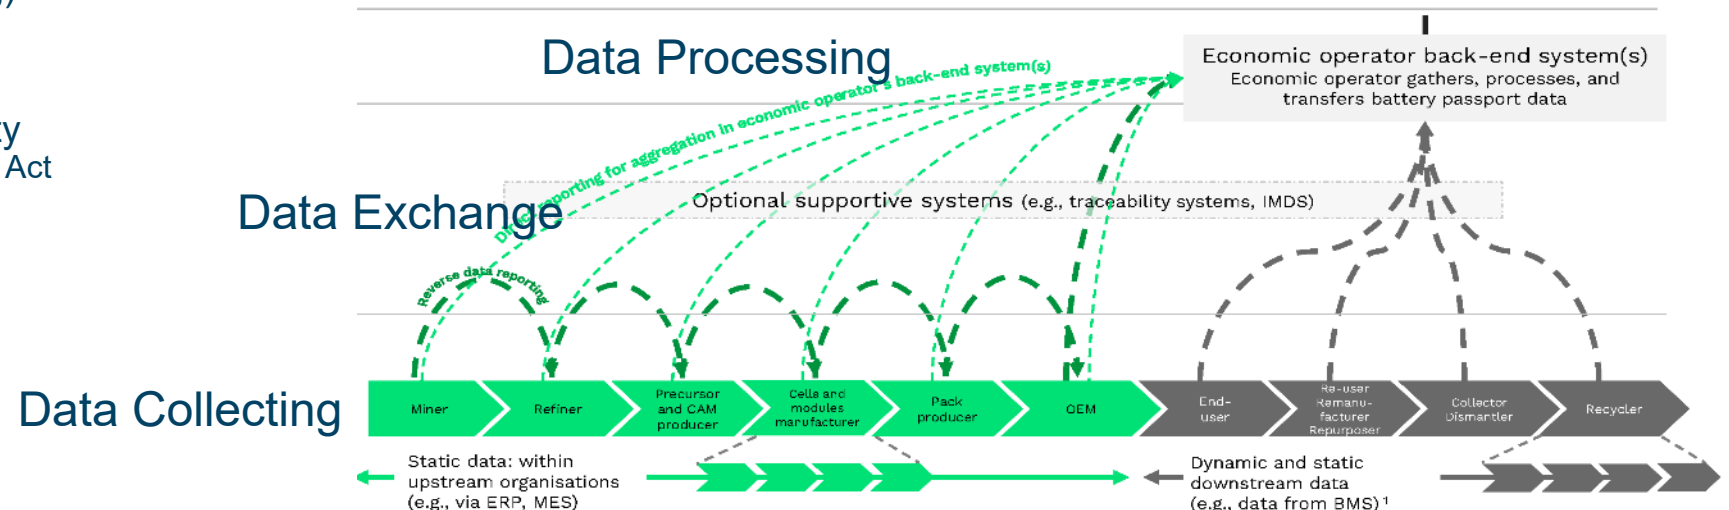 Data Processing
Economic operator back-end system(s)
Economic operator gathers, processes, and
transfers battery passport data
Direct reporting for aggregation in economic operator's back-end system(s)
ty
Act
Data Exchange
Optional supportive systems (e.g., traceability systems, IMDS)
Reverse data reporting
Data Collecting
Miner
Refiner
Precursor
and CAM
producer
Cells and
modules
manufacturer
Pack
producer
OEM
End-
user
Re-user
Remanu-
facturer
Repurposer
Collector
Dismantler
Recycler
Static data: within
upstream organisations
(e.g., via ERP, MES)
Dynamic and static
downstream data
(e.g., data from BMS)¹